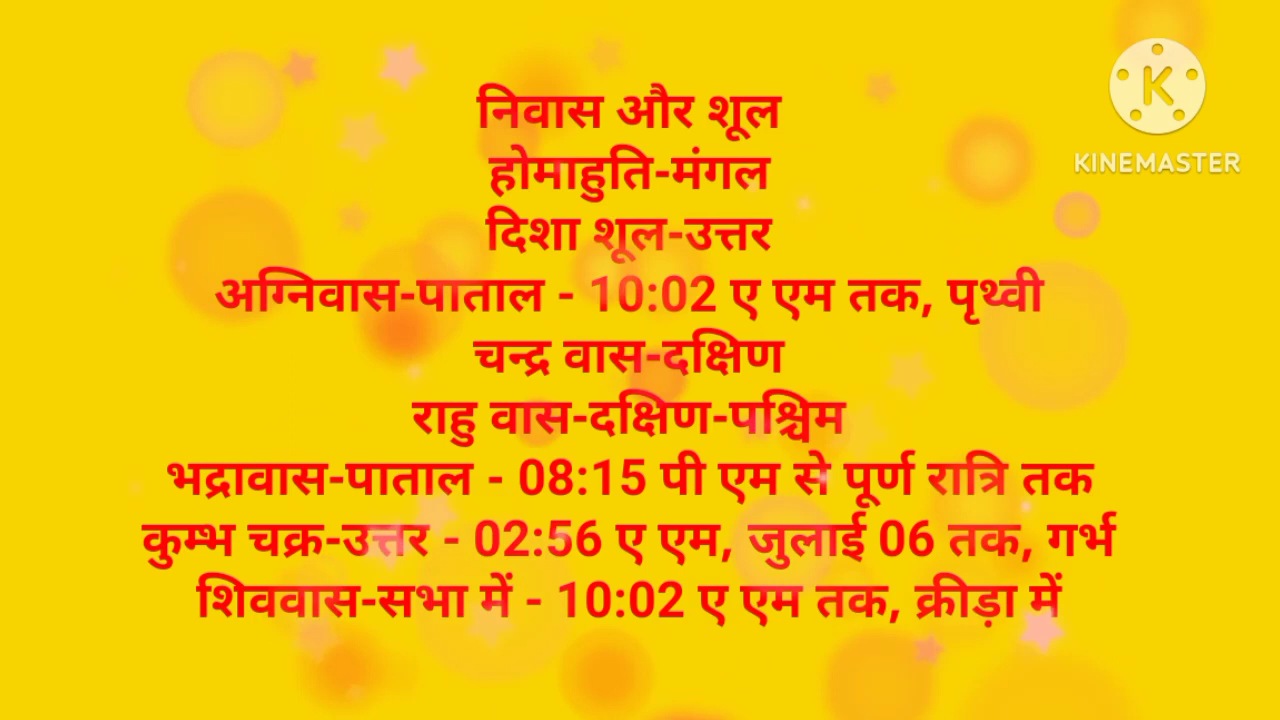 निवास और शूल
होमाहुति-मंगल
दिशा शूल-उत्तर
अग्निवास-पाताल - 10:02 ए एम तक, पृथ्वी
चन्द्र वास-दक्षिण
राहु वास-दक्षिण-पश्चिम
भद्रावास-पाताल - 08:15 पी एम से पूर्ण रात्रि तक
कुम्भ चक्र-उत्तर - 02:56 ए एम, जुलाई 06 तक, गर्भ
शिववास-सभा में - 10:02 ए एम तक, क्रीड़ा में
K
KINEMASTER